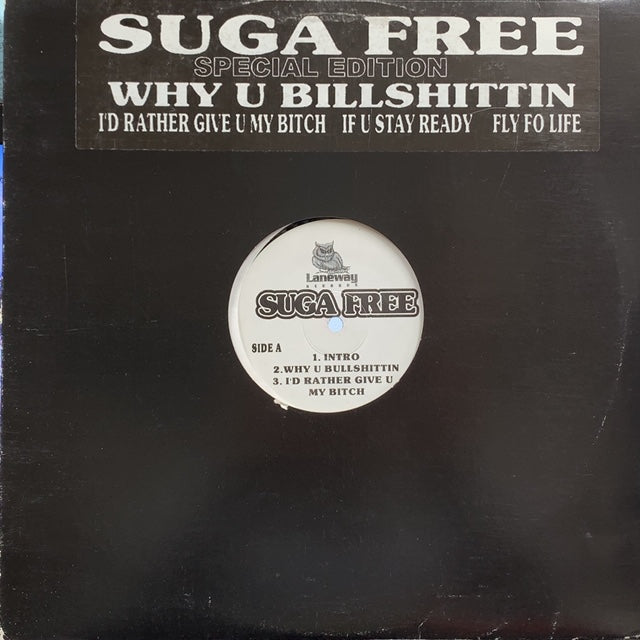 SUGA FREE
SPECIAL EDITION
WHY U BILLSHITTIN
I'D RATHER GIVE U MY BITCH IF U STAY READY FLY FO LIFE
Laneway
RECORDS
SUGA FREE
SIDE A
1. INTRO
2.WHY U BULLSHITTIN
3. I'D RATHER GIVE U
MY BITCH